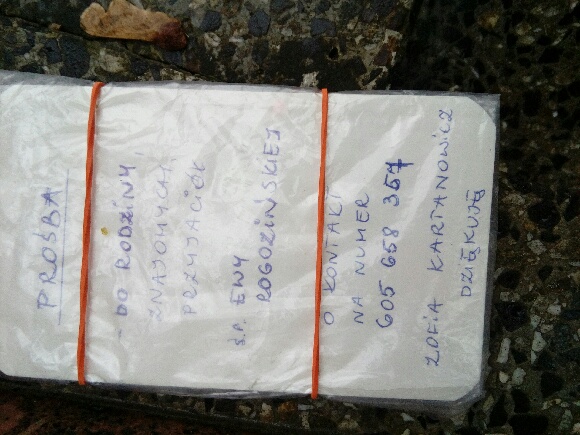 PROŚBA
- DO RODZINY,
ZNAJOMYCH,
PRZYJACIÓŁ
Ś.P. EWY
ROGOZIŃSKIEJ
O KONTAKT
NA NUMER
605 658 357
ZOFIA KARTANOWICZ
DZIĘKUJĘ